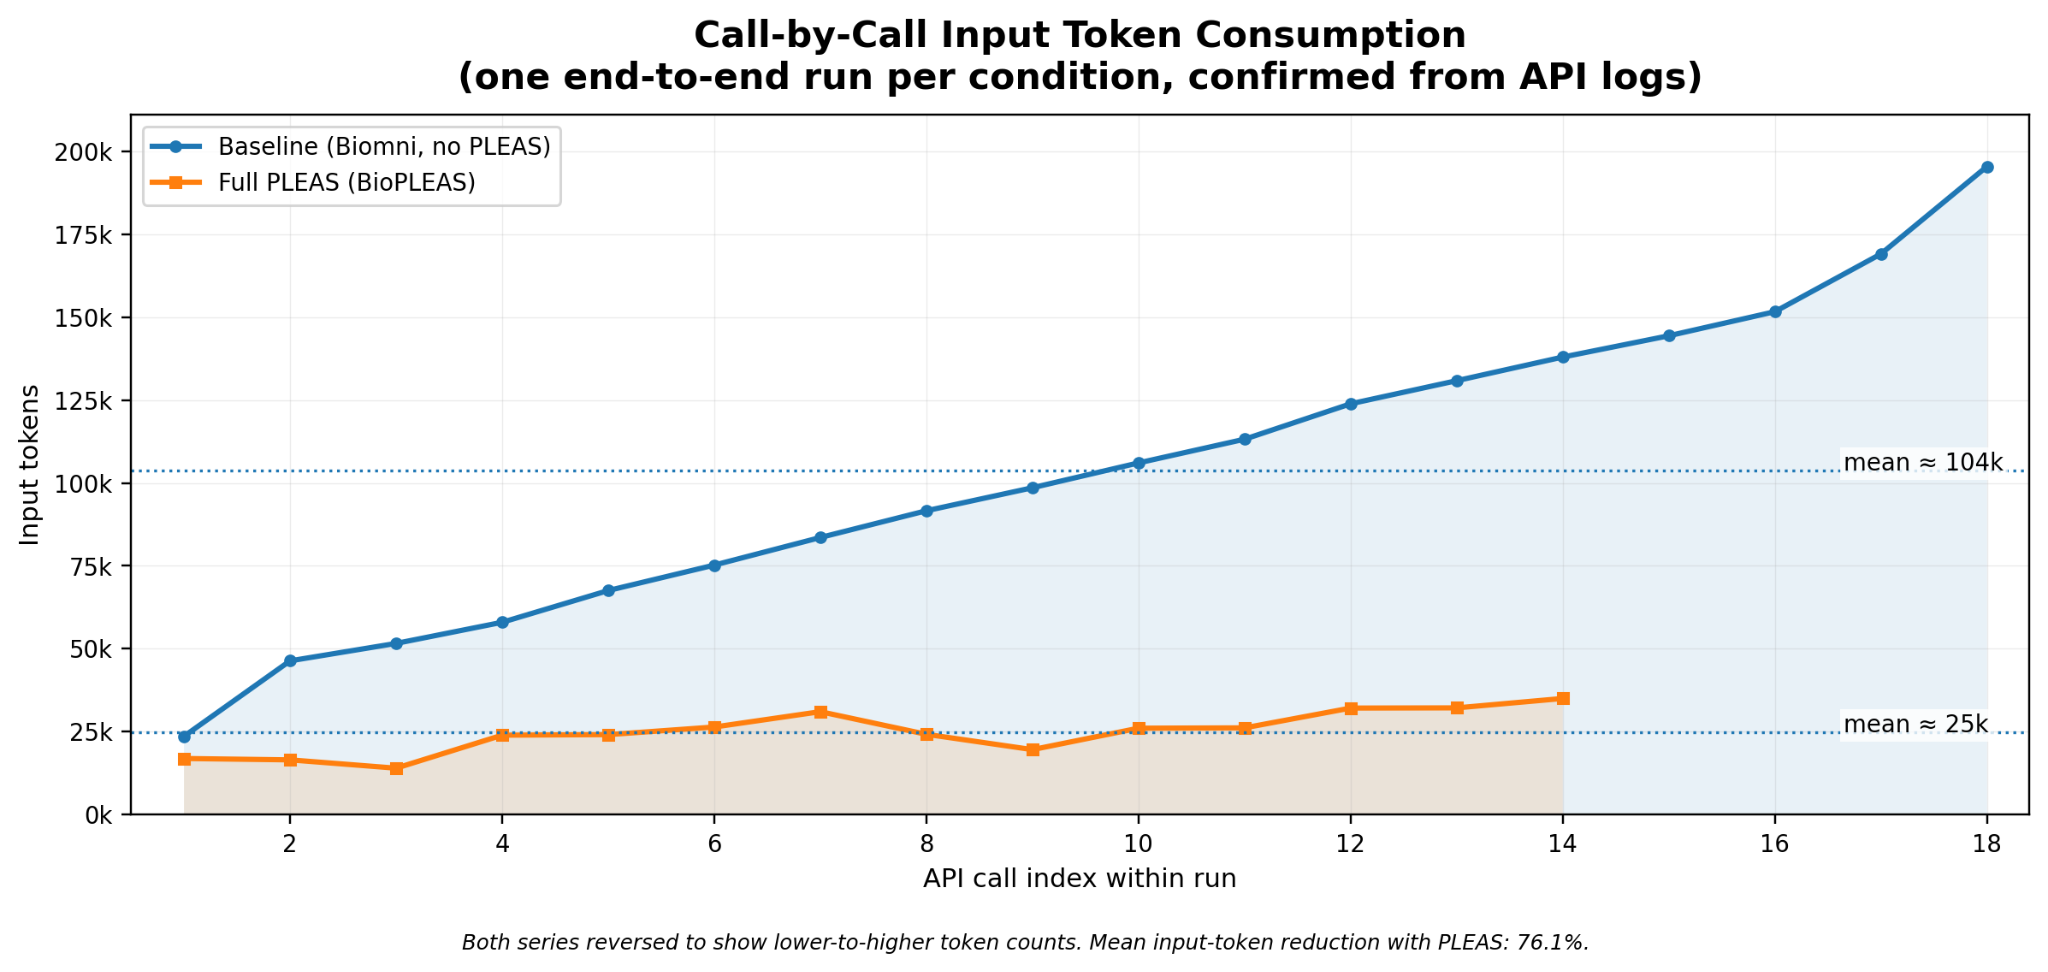 Call-by-Call Input Token Consumption
(one end-to-end run per condition, confirmed from API logs)
Baseline (Biomni, no PLEAS)
Full PLEAS (BioPLEAS)
Input tokens
200k
175k
150k
125k
100k
75k
50k
25k
0k
mean ≈ 104k
mean ≈ 25k
2 4 6 8 10 12 14 16 18
API call index within run
Both series reversed to show lower-to-higher token counts. Mean input-token reduction with PLEAS: 76.1%.